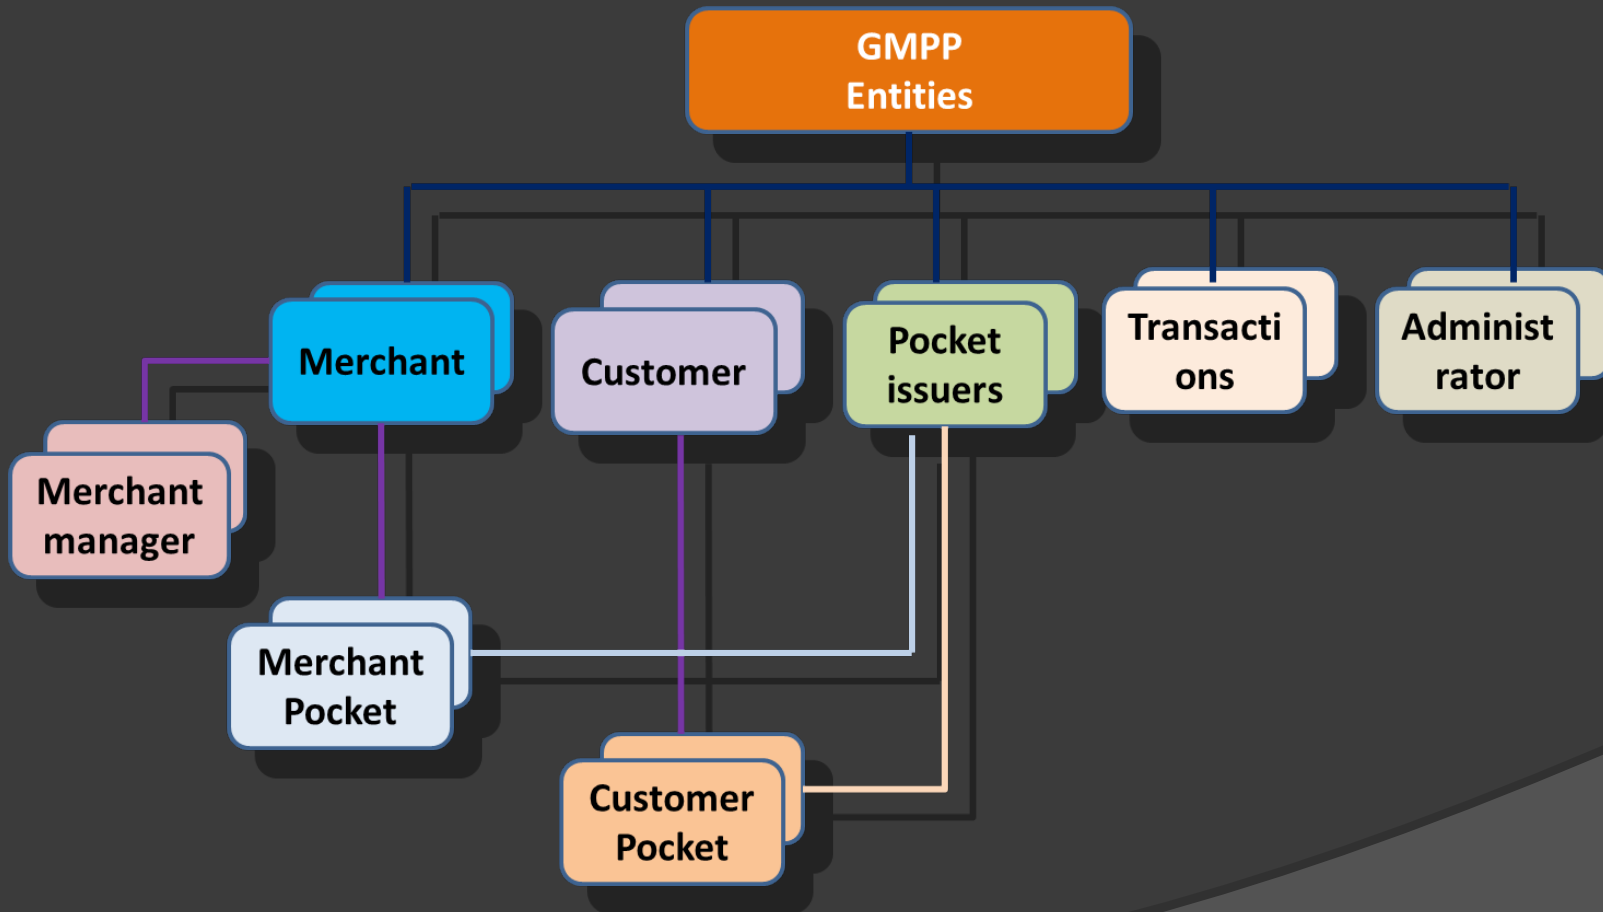 GMPP
Entities
Merchant
Customer
Pocket
issuers
Transacti
ons
Administ
rator
Merchant
manager
Merchant
Pocket
Customer
Pocket